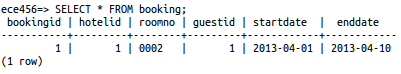 ece456=> SELECT * FROM booking;
 bookingid | hotelid | roomno | guestid | startdate  |  enddate
-----------+---------+--------+---------+------------+------------
         1 |       1 | 0002   |       1 | 2013-04-01 | 2013-04-10
(1 row)